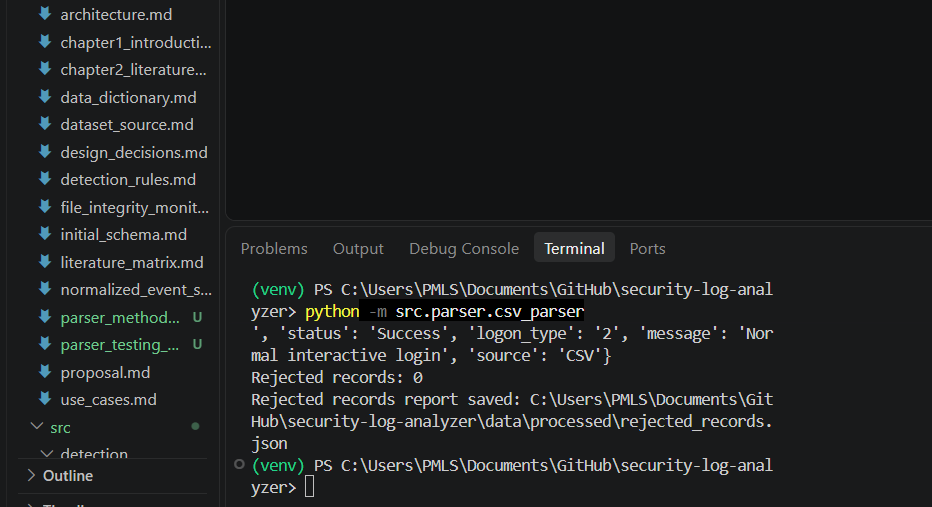 architecture.md
chapter1_introducti...
chapter2_literature...
data_dictionary.md
dataset_source.md
design_decisions.md
detection_rules.md
file_integrity_monit...
initial_schema.md
literature_matrix.md
normalized_event_s...
parser_method... U
parser_testing_... U
proposal.md
use_cases.md
src
detection
Outline
Problems Output Debug Console Terminal Ports
(venv) PS C:\Users\PMLS\Documents\GitHub\security-log-anal
yzer> python -m src.parser.csv_parser
', 'status': 'Success', 'logon_type': '2', 'message': 'Nor
mal interactive login', 'source': 'CSV'}
Rejected records: 0
Rejected records report saved: C:\Users\PMLS\Documents\Git
Hub\security-log-analyzer\data\processed\rejected_records.
json
(venv) PS C:\Users\PMLS\Documents\GitHub\security-log-anal
yzer>